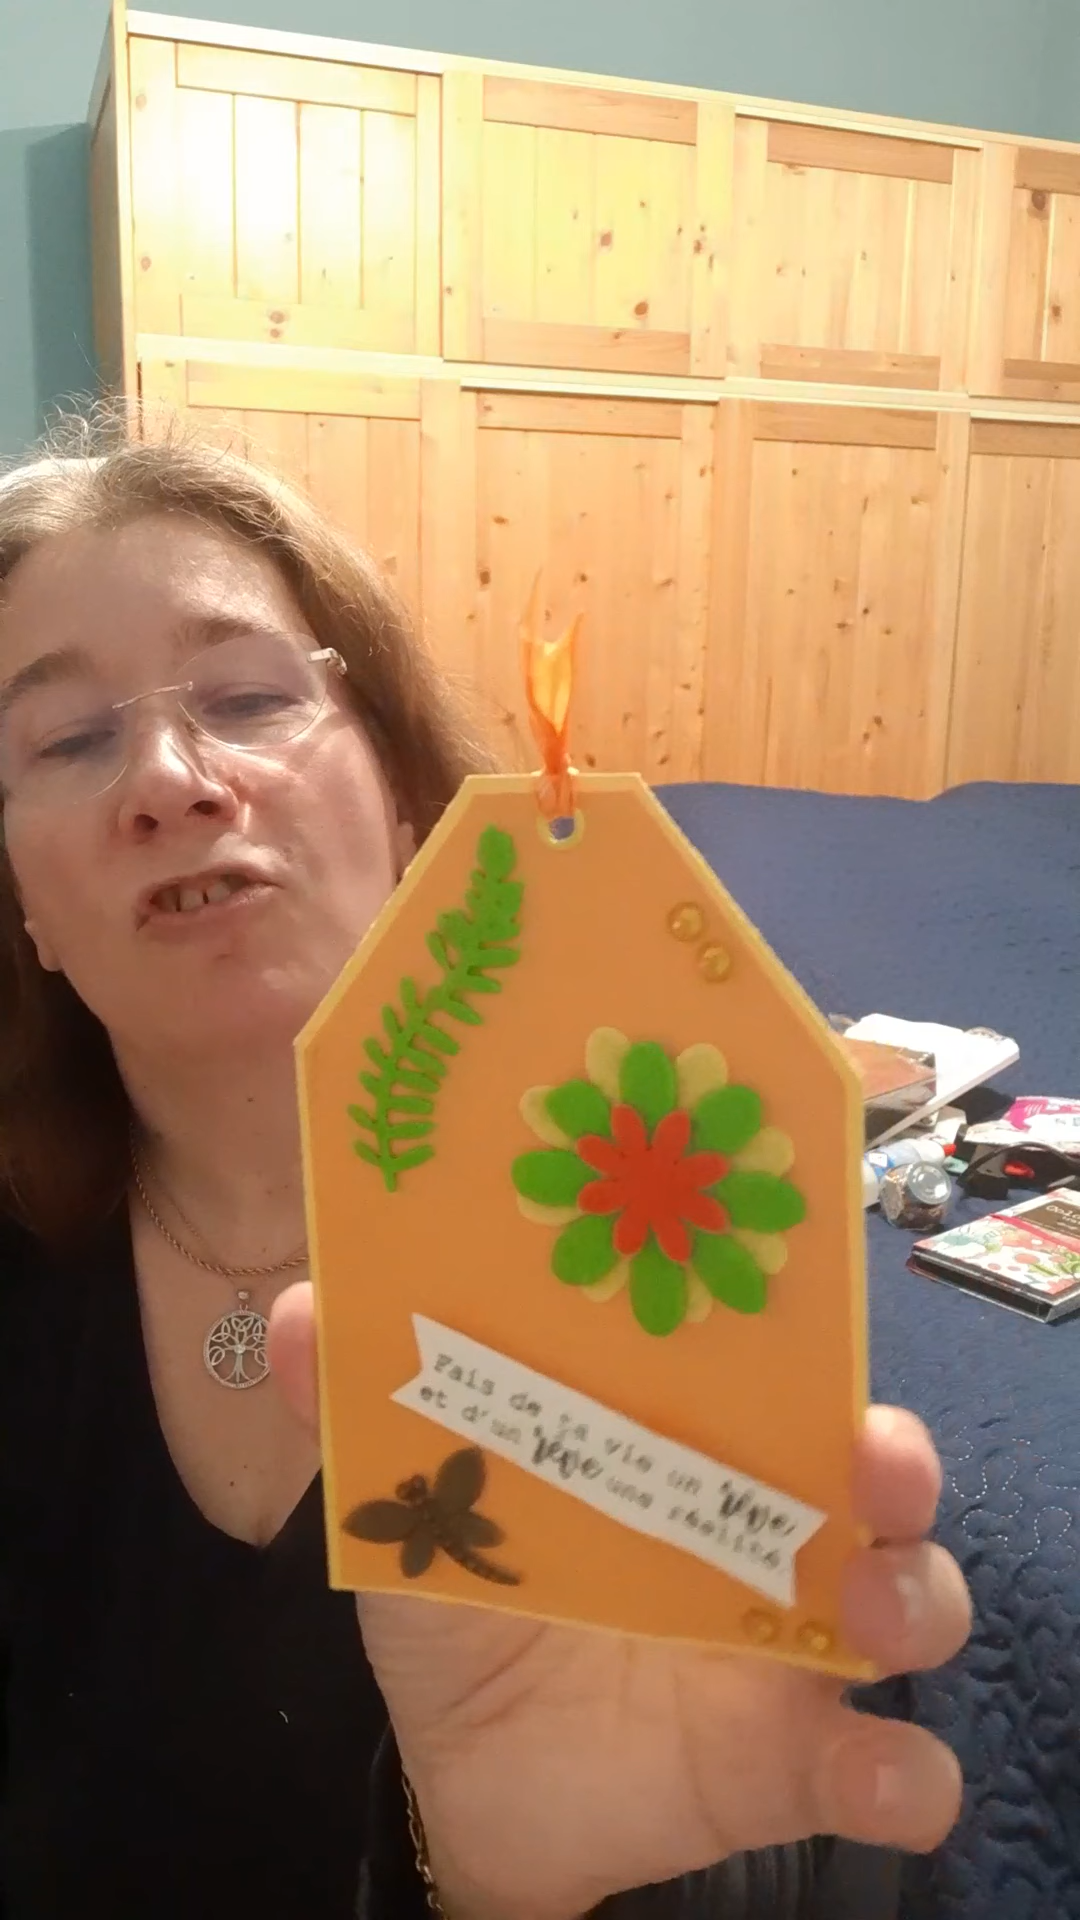 Fais de ta vie un rêve,
et d'un rêve une réalité